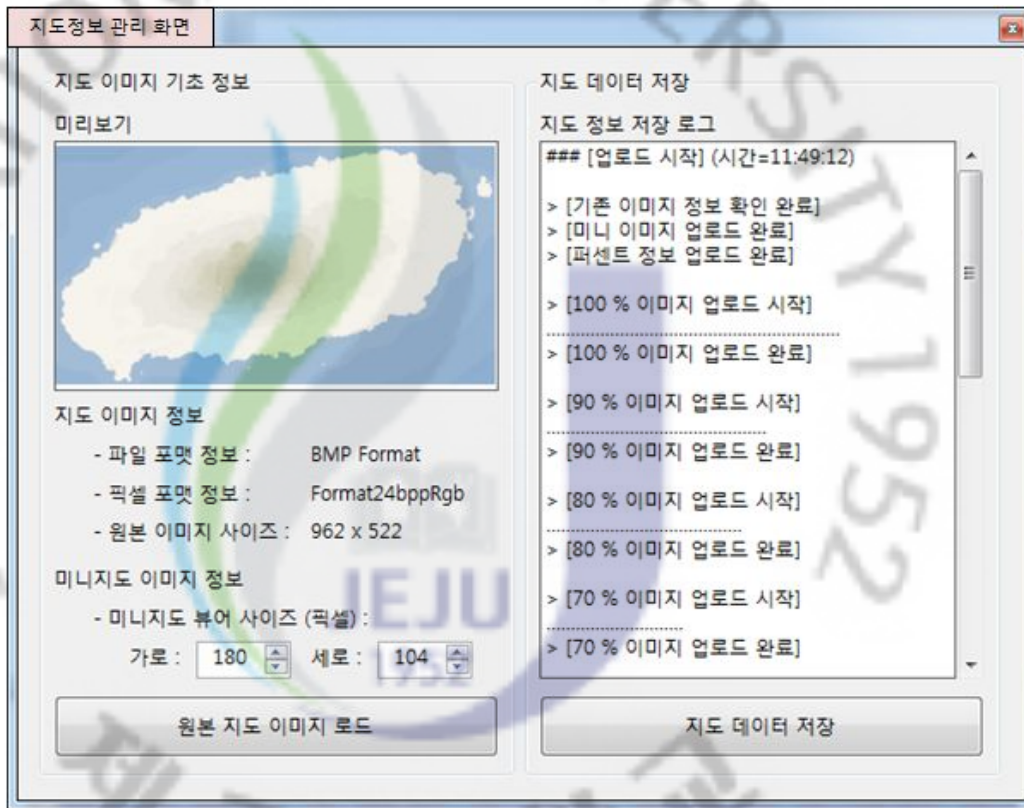 지도정보 관리 화면
지도 이미지 기초 정보
미리보기
지도 이미지 정보
- 파일 포맷 정보 : BMP Format
- 픽셀 포맷 정보 : Format24bppRgb
- 원본 이미지 사이즈 : 962 x 522
미니지도 이미지 정보
- 미니지도 뷰어 사이즈 (픽셀) :
가로 : 180 세로 : 104
원본 지도 이미지 로드
지도 데이터 저장
지도 정보 저장 로그
### [업로드 시작] (시간=11:49:12)
> [기존 이미지 정보 확인 완료]
> [미니 이미지 업로드 완료]
> [퍼센트 정보 업로드 완료]
> [100 % 이미지 업로드 시작]
> [100 % 이미지 업로드 완료]
> [90 % 이미지 업로드 시작]
> [90 % 이미지 업로드 완료]
> [80 % 이미지 업로드 시작]
> [80 % 이미지 업로드 완료]
> [70 % 이미지 업로드 시작]
> [70 % 이미지 업로드 완료]
지도 데이터 저장
JEJU
1952
ERSITY 1952